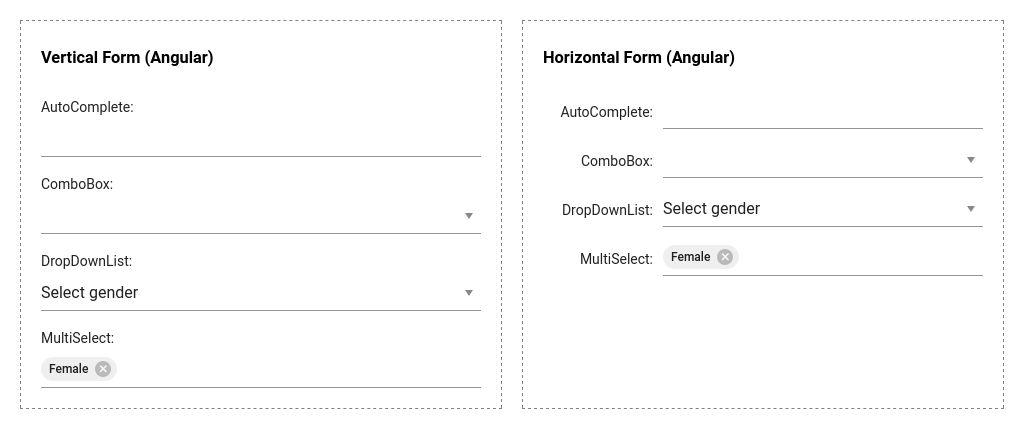 Vertical Form (Angular)
AutoComplete:
ComboBox:
DropDownList:
Select gender
MultiSelect:
Female
Horizontal Form (Angular)
AutoComplete:
ComboBox:
DropDownList: Select gender
MultiSelect: Female